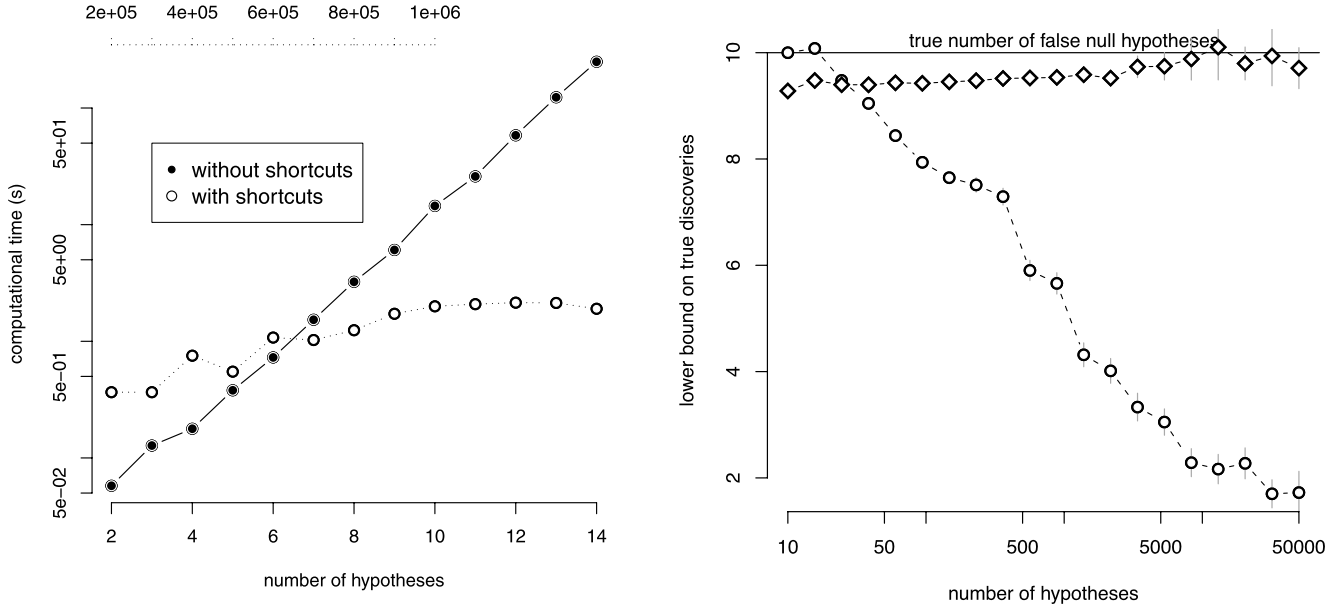 2e+05 4e+05 6e+05 8e+05 1e+06
computational time (s)
5e+01
5e+00
5e−01
5e−02
without shortcuts
with shortcuts
2 4 6 8 10 12 14
number of hypotheses
true number of false null hypotheses
lower bound on true discoveries
10
8
6
4
2
10 50 500 5000 50000
number of hypotheses